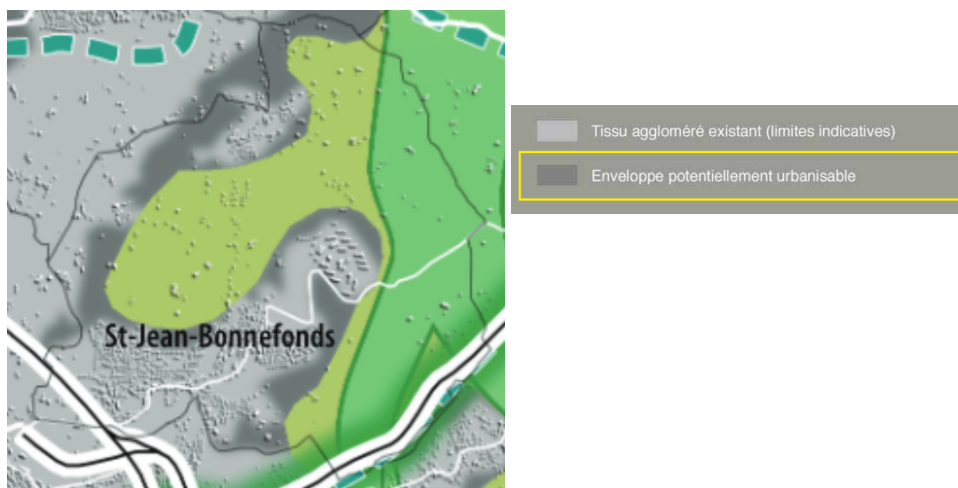 St-Jean-Bonnefonds
Tissu aggloméré existant (limites indicatives)
Enveloppe potentiellement urbanisable